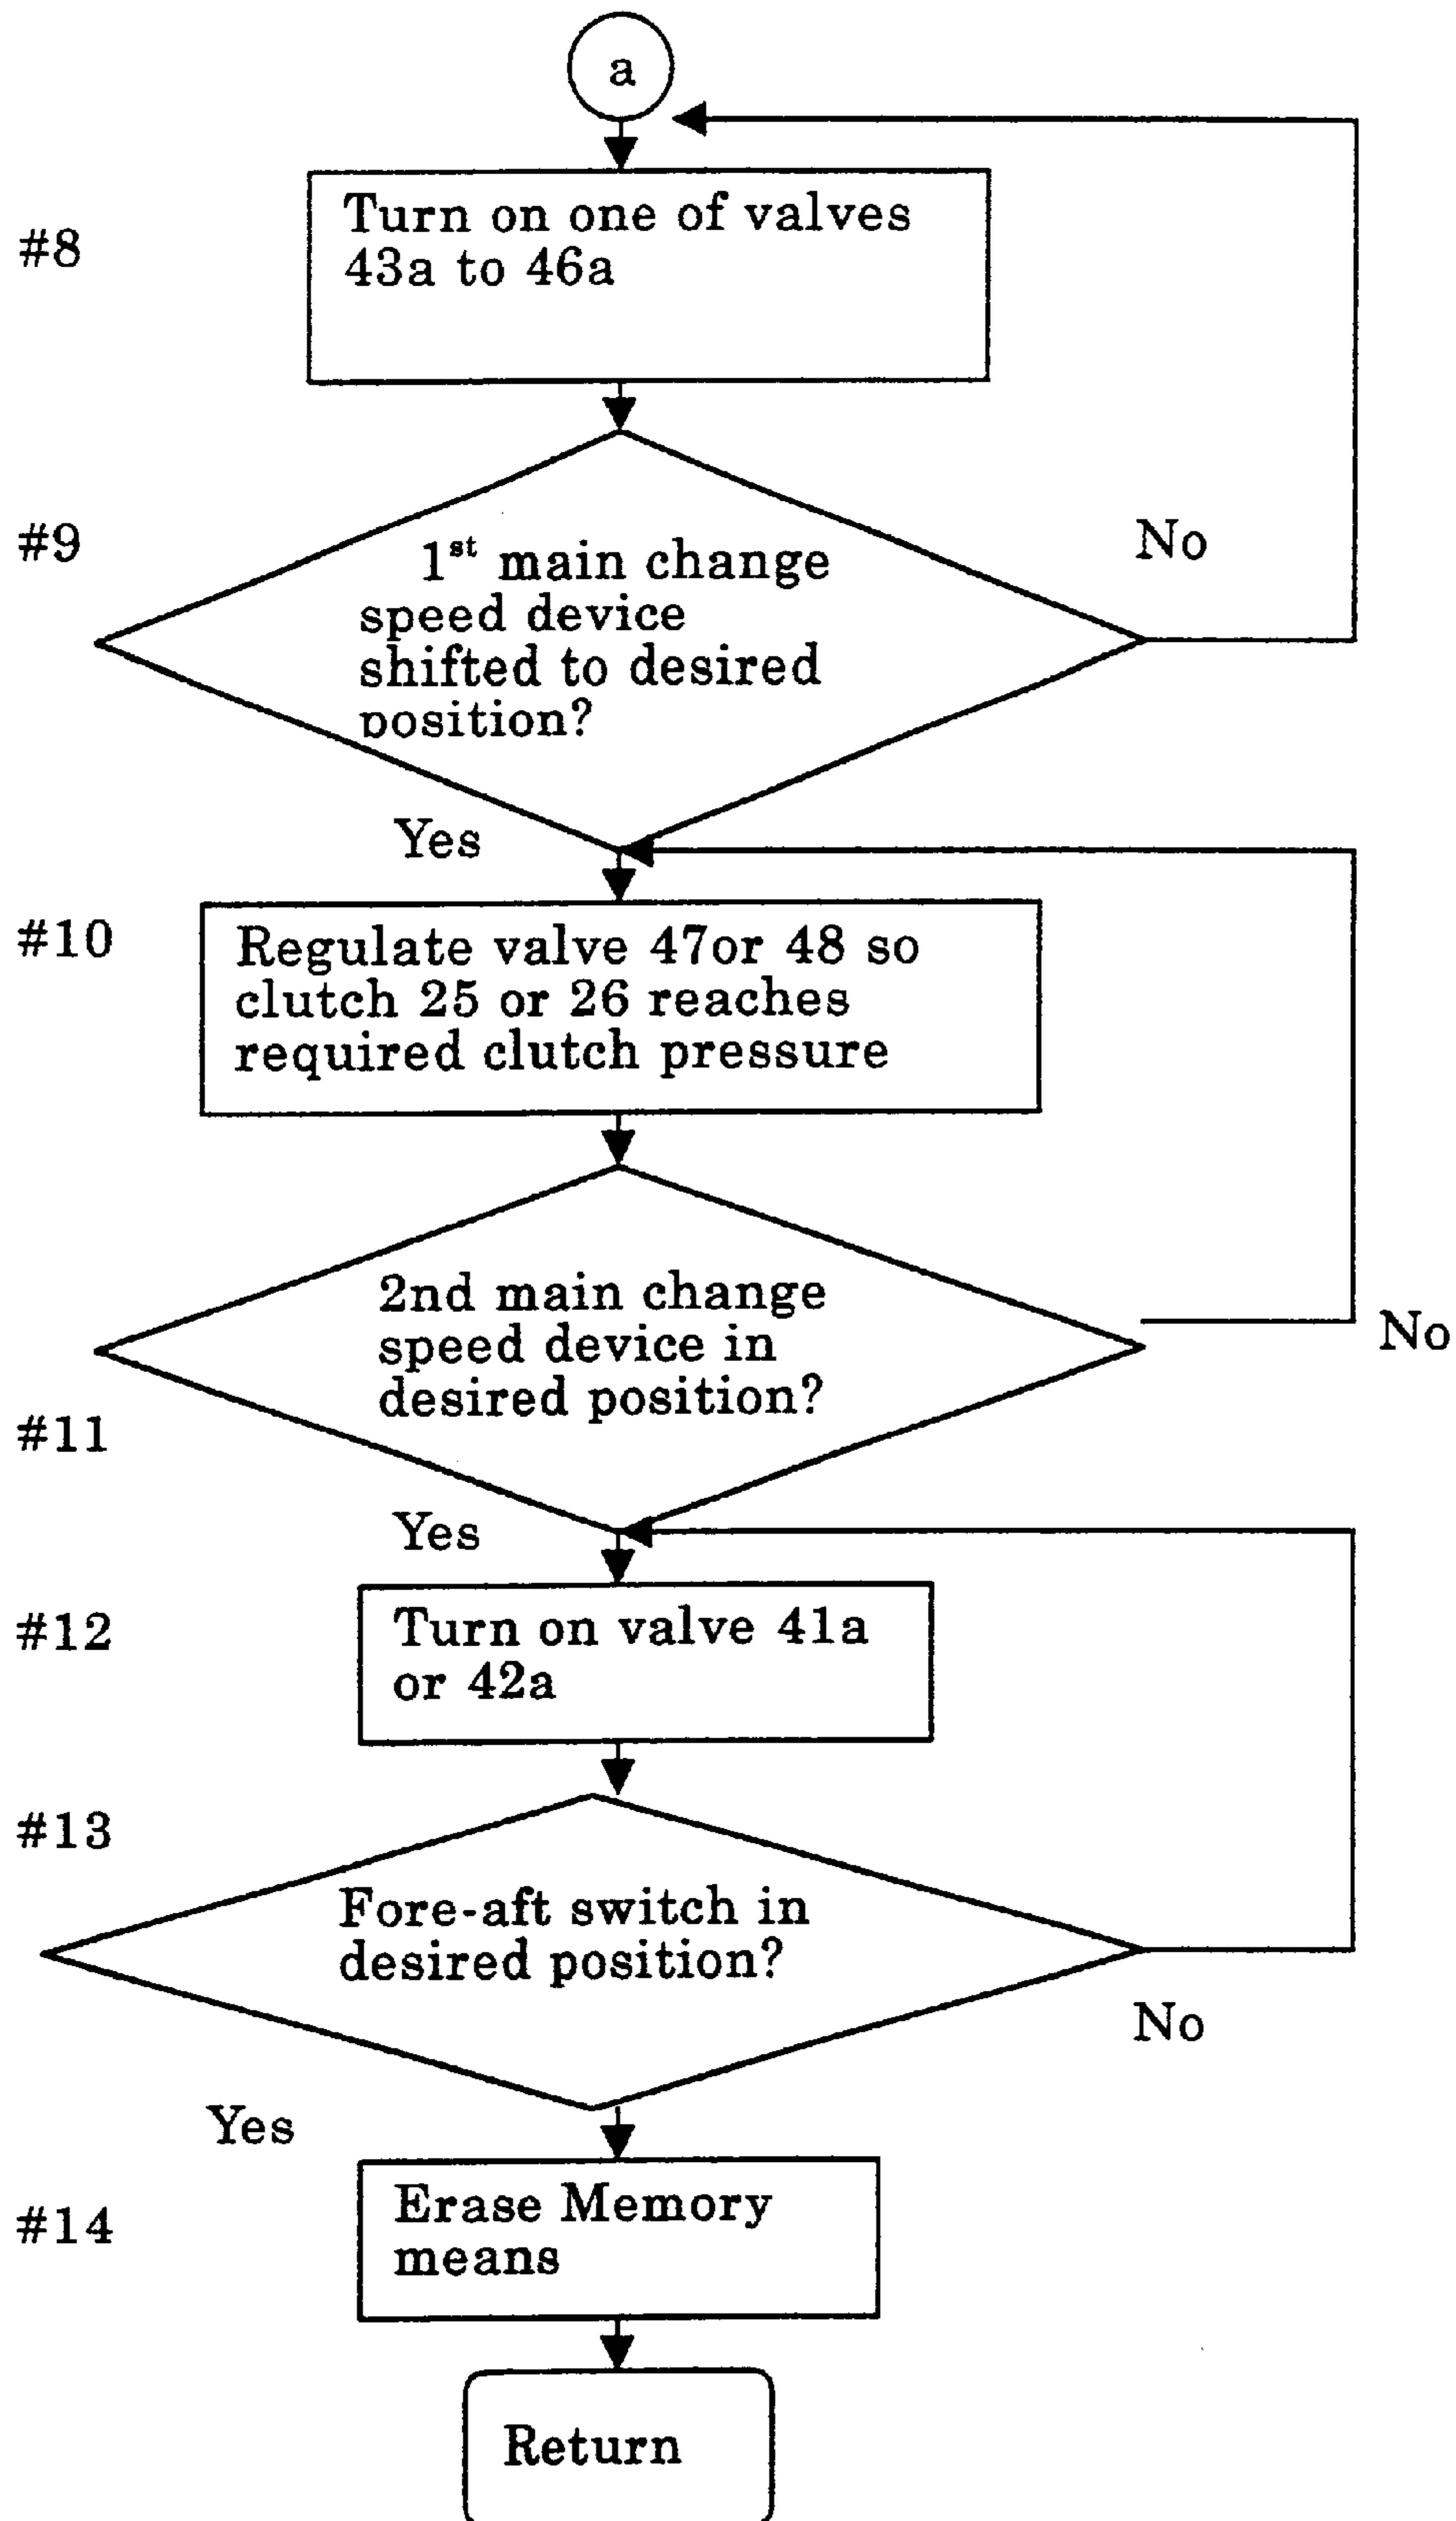 a
#8
Turn on one of valves
43a to 46a
#9
1st main change
speed device
shifted to desired
position?
No
Yes
#10
Regulate valve 47or 48 so
clutch 25 or 26 reaches
required clutch pressure
2nd main change
speed device in
desired position?
No
#11
Yes
#12
Turn on valve 41a
or 42a
#13
Fore-aft switch in
desired position?
No
Yes
#14
Erase Memory
means
Return